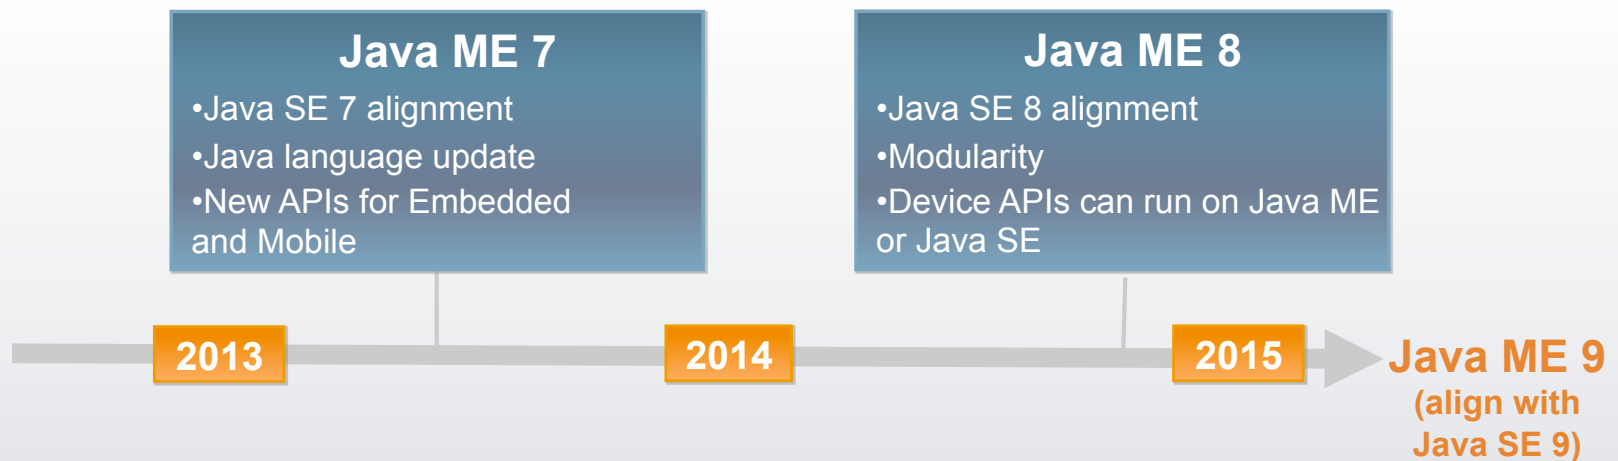 Java ME 7
•Java SE 7 alignment
•Java language update
•New APIs for Embedded
and Mobile
Java ME 8
•Java SE 8 alignment
•Modularity
•Device APIs can run on Java ME
or Java SE
2013
2014
2015
Java ME 9
(align with
Java SE 9)